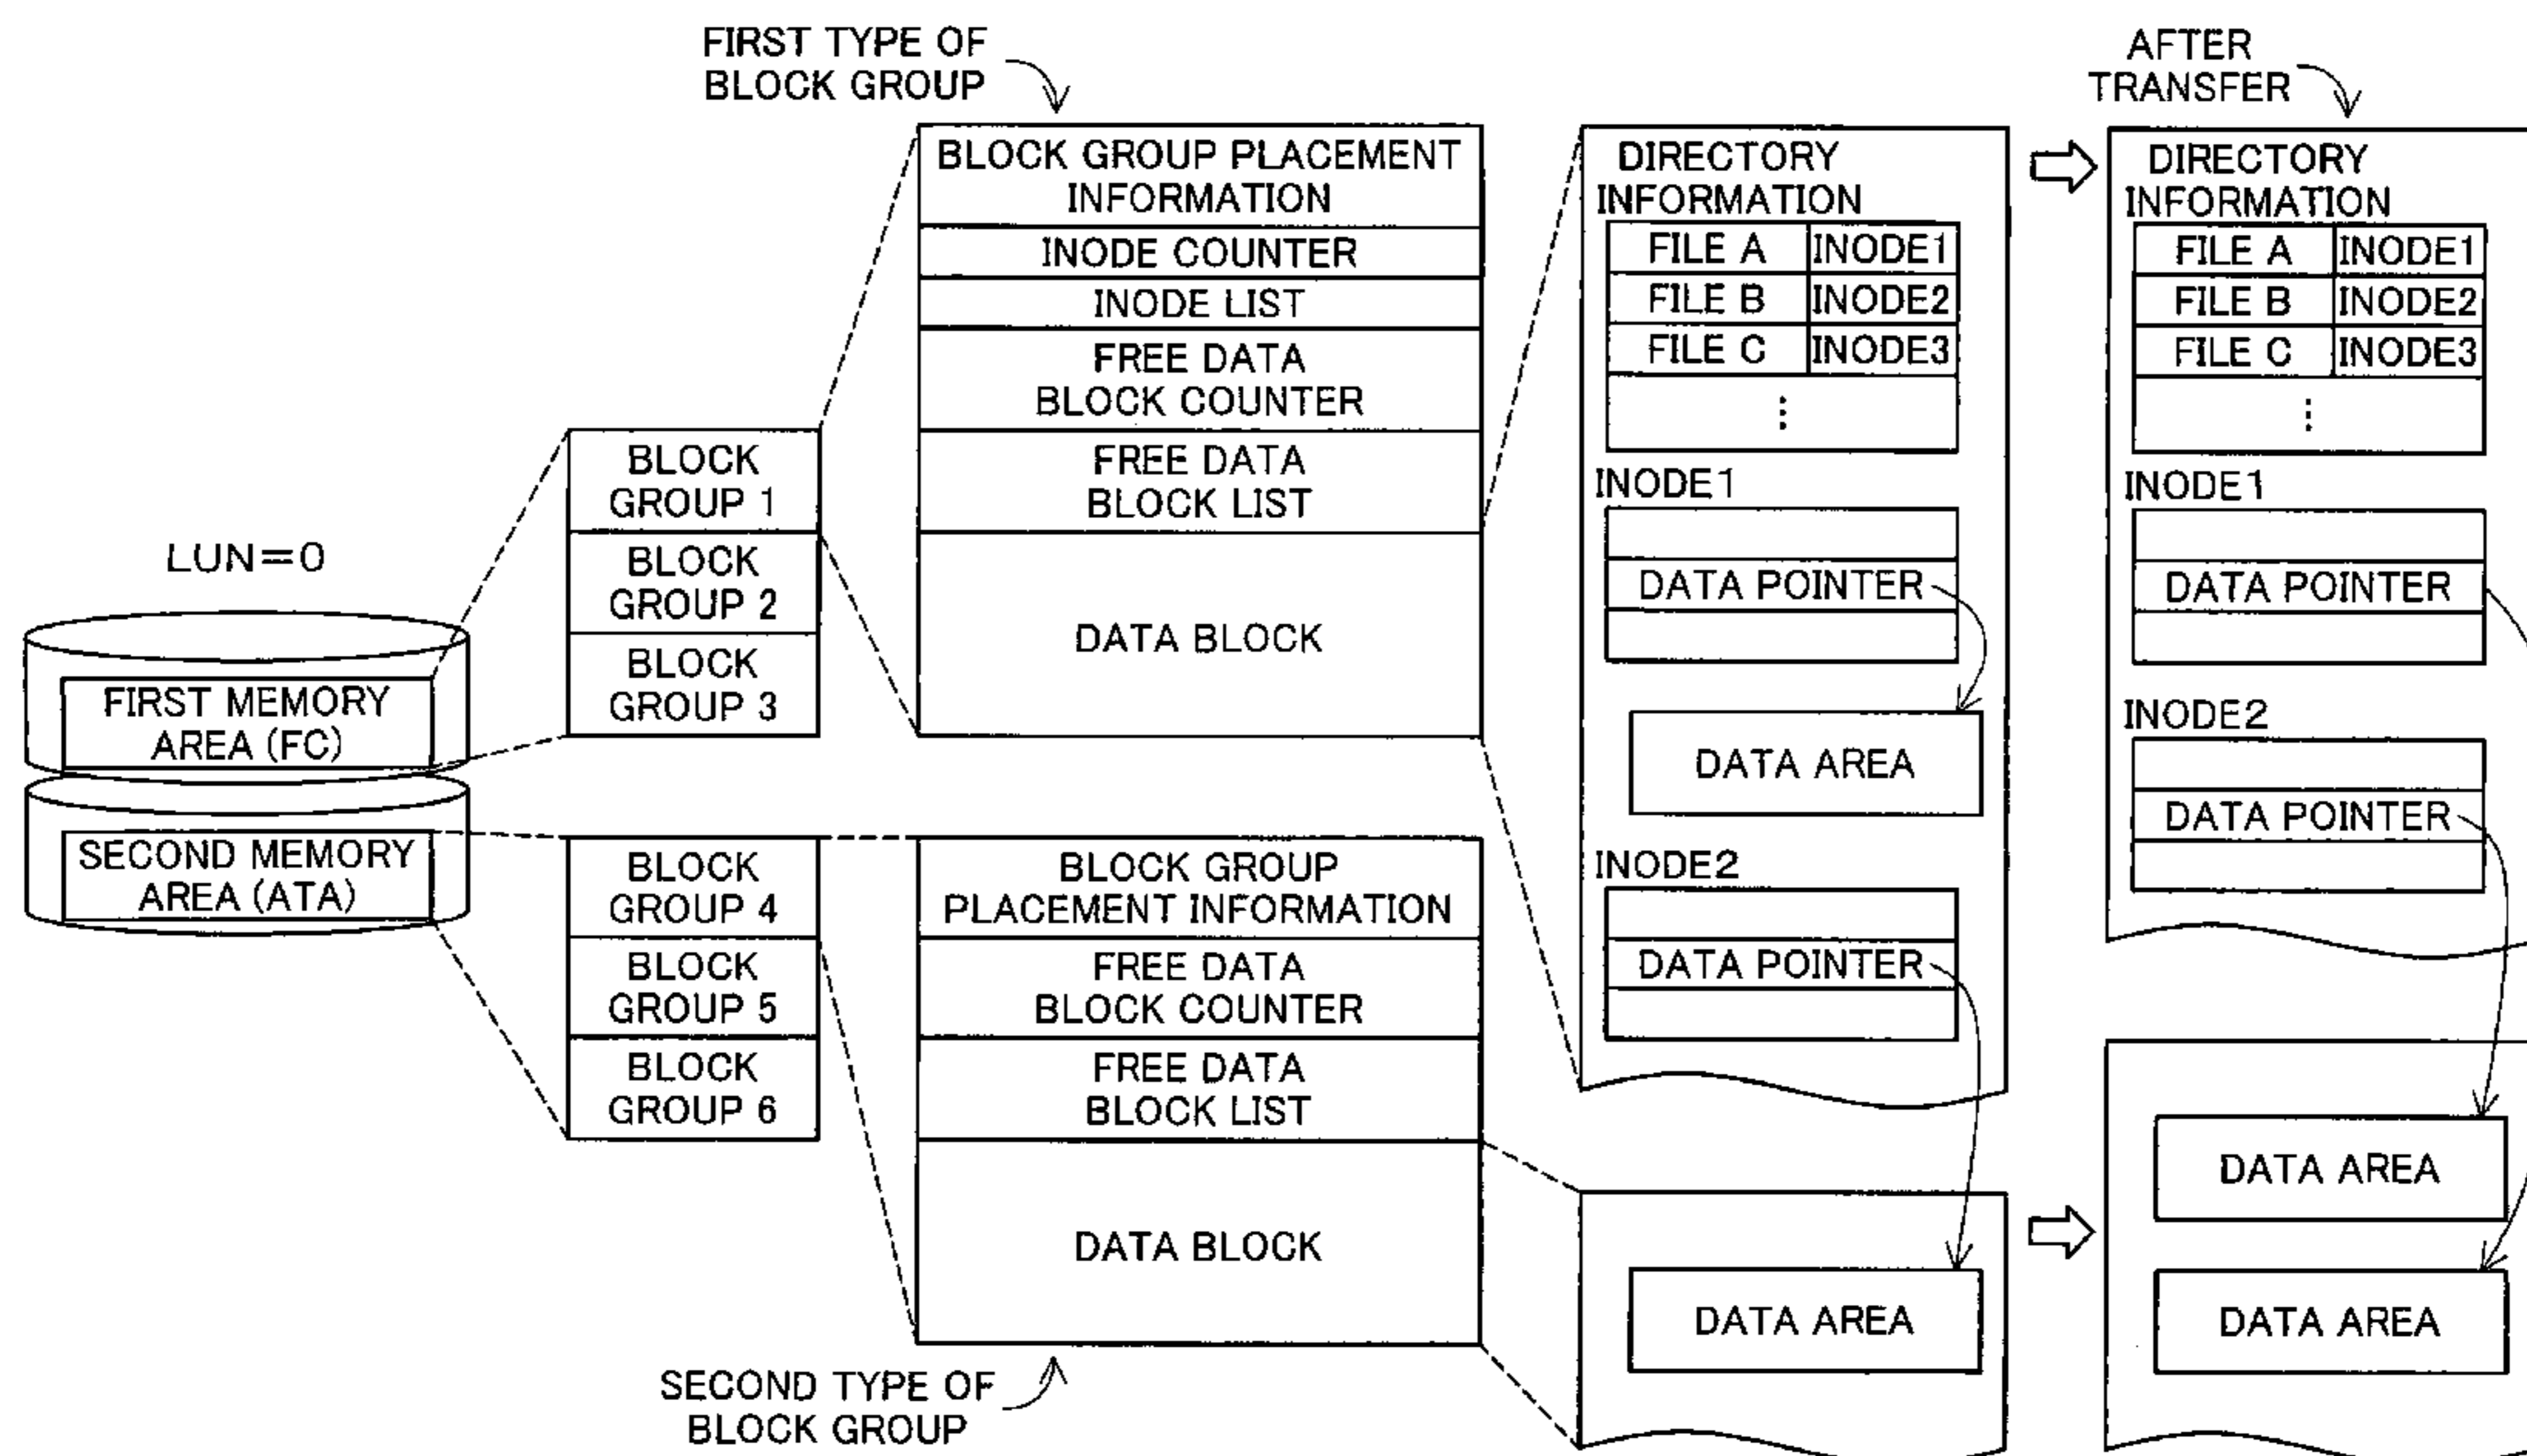 FIRST TYPE OF
BLOCK GROUP
AFTER
TRANSFER
LUN=0
FIRST MEMORY
AREA (FC)
SECOND MEMORY
AREA (ATA)
BLOCK
GROUP 1
BLOCK
GROUP 2
BLOCK
GROUP 3
BLOCK
GROUP 4
BLOCK
GROUP 5
BLOCK
GROUP 6
BLOCK GROUP PLACEMENT
INFORMATION
INODE COUNTER
INODE LIST
FREE DATA
BLOCK COUNTER
FREE DATA
BLOCK LIST
DATA BLOCK
BLOCK GROUP
PLACEMENT INFORMATION
FREE DATA
BLOCK COUNTER
FREE DATA
BLOCK LIST
DATA BLOCK
SECOND TYPE OF
BLOCK GROUP
DIRECTORY
INFORMATION
FILE A INODE1
FILE B INODE2
FILE C INODE3
⋮
INODE1
DATA POINTER
DATA AREA
INODE2
DATA POINTER
DATA AREA
DIRECTORY
INFORMATION
FILE A INODE1
FILE B INODE2
FILE C INODE3
⋮
INODE1
DATA POINTER
INODE2
DATA POINTER
DATA AREA
DATA AREA